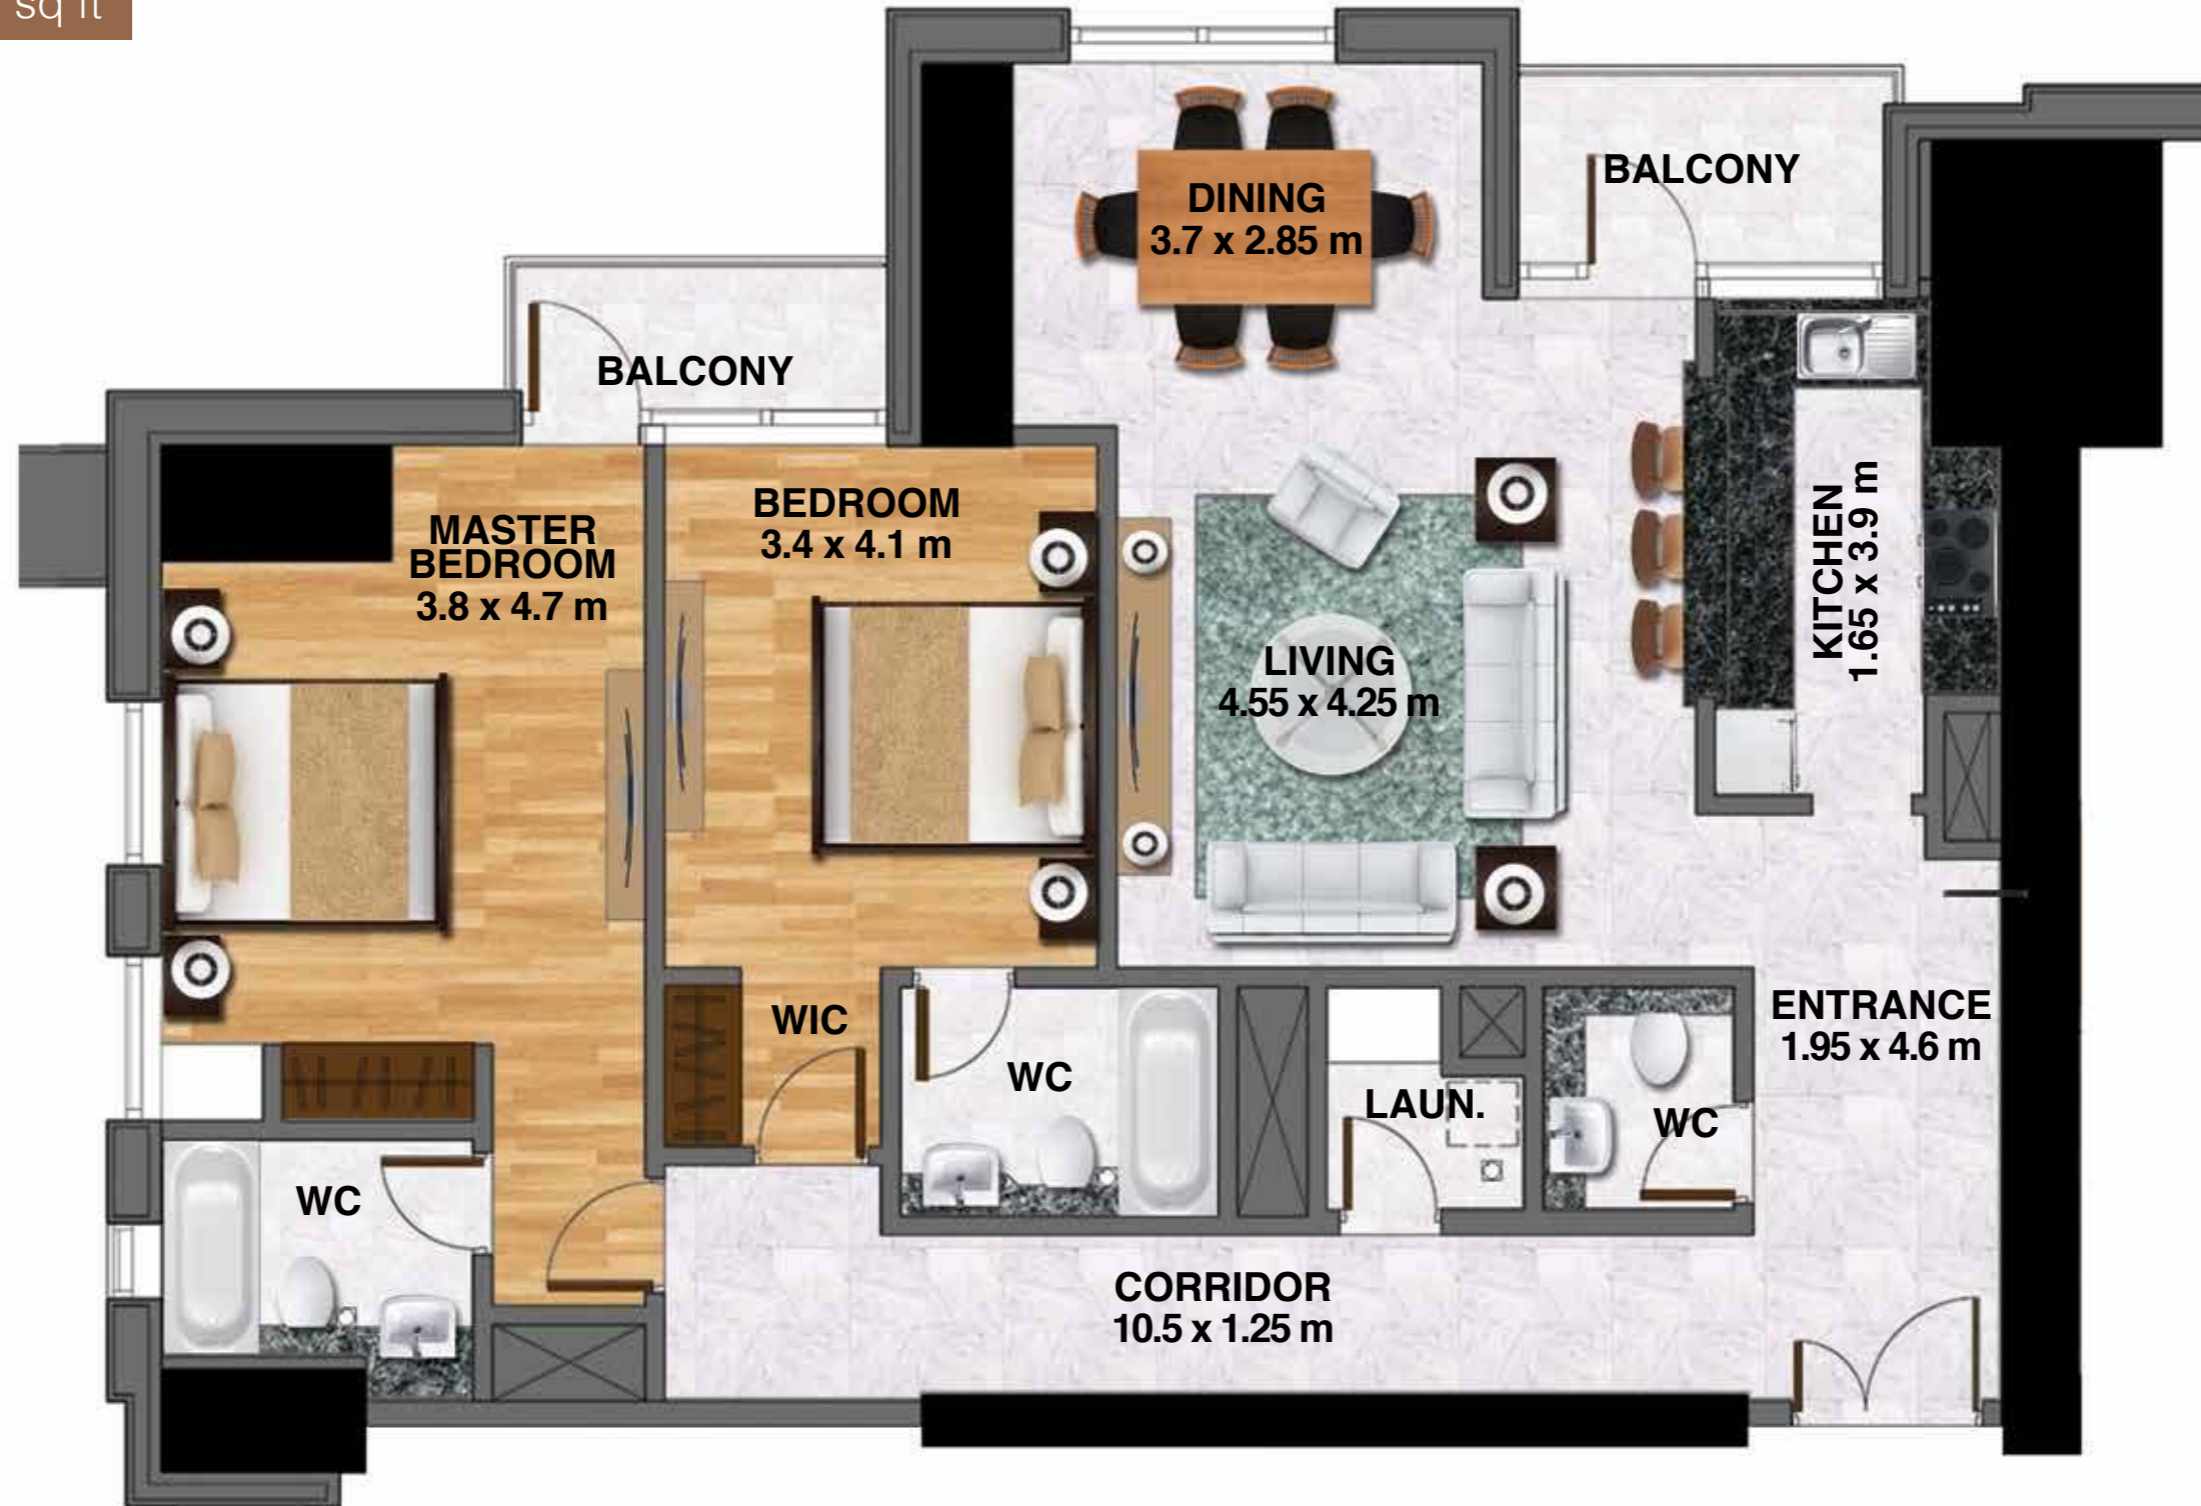 sq ft
DINING
3.7 x 2.85 m
BALCONY
BALCONY
MASTER
BEDROOM
3.8 x 4.7 m
BEDROOM
3.4 x 4.1 m
LIVING
4.55 x 4.25 m
KITCHEN
1.65 x 3.9 m
WIC
WC
LAUN.
WC
ENTRANCE
1.95 x 4.6 m
WC
CORRIDOR
10.5 x 1.25 m